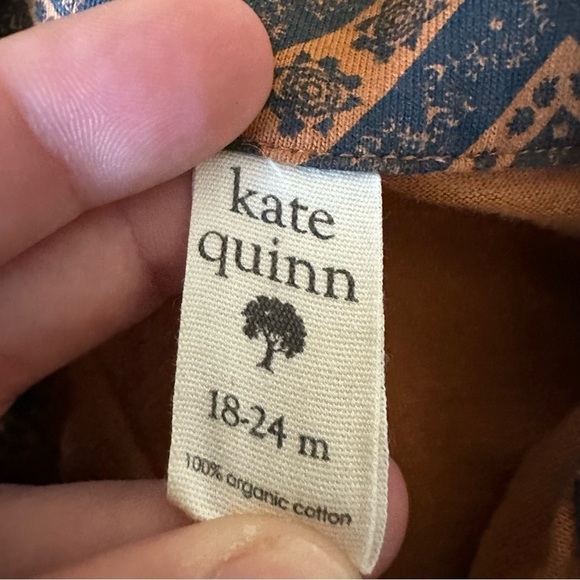 kate
quinn
18-24 m
100% organic cotton